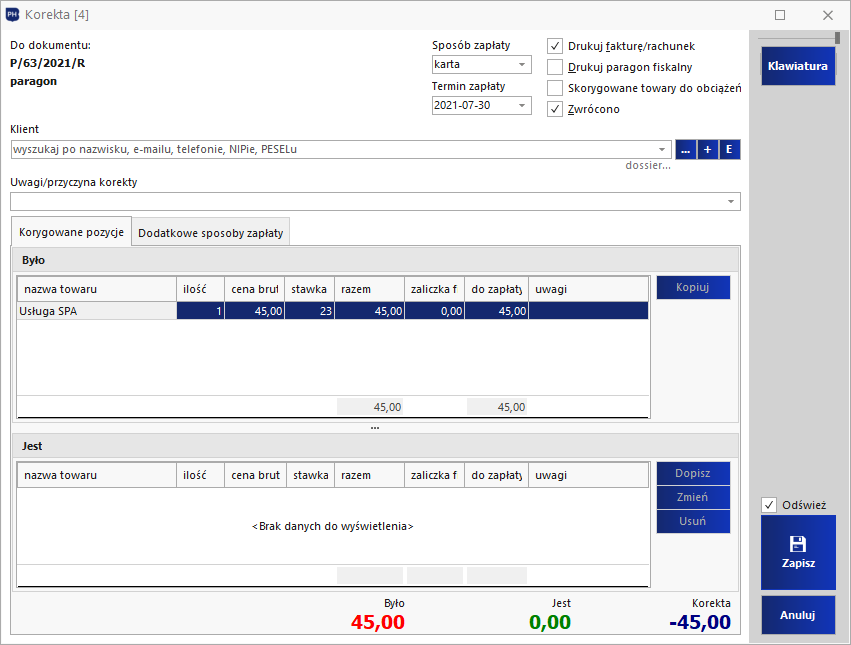 PH
Korekta [4]
Do dokumentu:
P/63/2021/R
paragon
Sposób zapłaty
karta
Termin zapłaty
2021-07-30
Drukuj fakturę/rachunek
Drukuj paragon fiskalny
Skorygowane towary do obciążeń
Zwrócono
Klawiatura
Klient
wyszukaj po nazwisku, e-mailu, telefonie, NIPie, PESELu
... + E
dossier...
Uwagi/przyczyna korekty
Korygowane pozycje
Dodatkowe sposoby zapłaty
Było
nazwa towaru ilość cena brut stawka razem zaliczka f do zapłaty uwagi
Usługa SPA 1 45,00 23 45,00 0,00 45,00
45,00 45,00
Kopiuj
...
Jest
nazwa towaru ilość cena brut stawka razem zaliczka f do zapłaty uwagi
<Brak danych do wyświetlenia>
Dopisz
Zmień
Usuń
Było Jest Korekta
45,00 0,00 -45,00
Odśwież
Zapisz
Anuluj